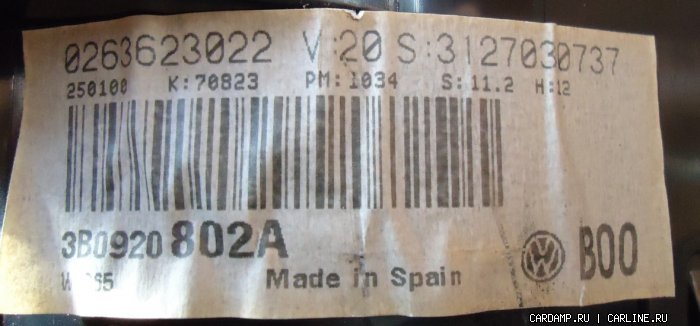 0263623022 V:20 S:3127030737
250100 K:70823 PM:1034 S:11.2 H:12
3B0920 802A
Made in Spain B00
CARDAMP.RU | CARLINE.RU